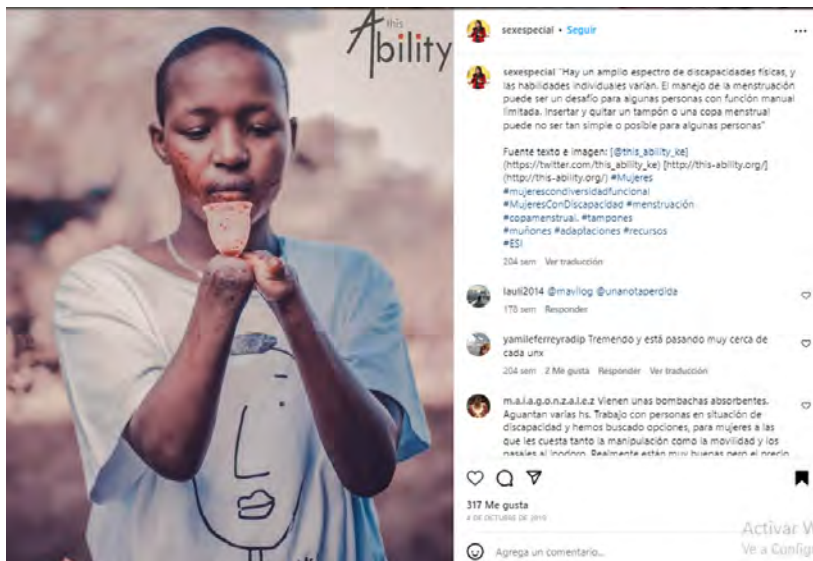 this
Ability
sexespecial • Seguir
sexespecial "Hay un amplio espectro de discapacidades físicas, y
las habilidades individuales varían. El manejo de la menstruación
puede ser un desafío para algunas personas con función manual
limitada. Insertar y quitar un tampón o una copa menstrual
puede no ser tan simple o posible para algunas personas"
Fuente texto e imagen: [@this_ability_ke]
(https://twitter.com/this_ability_ke) [http://this-ability.org/]
(http://this-ability.org/) #Mujeres
#mujerescondiversidadfuncional
#MujeresConDiscapacidad #menstruación
#copamenstrual. #tampones
#muñones #adaptaciones #recursos
#ESI
204 sem Ver traducción
lauli2014 @mavilog @unanotaperdida
176 sem Responder
yamileferreyradip Tremendo y está pasando muy cerca de
cada unx
204 sem 2 Me gusta Responder Ver traducción
m.a.i.a.g.o.n.z.a.l.e.z Vienen unas bombachas absorbentes.
Aguantan varias hs. Trabajo con personas en situación de
discapacidad y hemos buscado opciones, para mujeres a las
que les cuesta tanto la manipulación como la movilidad y los
pasajes al inodoro. Realmente están muy buenas pero el precio
317 Me gusta
4 DE OCTUBRE DE 2019
Agrega un comentario...
Activar W
Ve a Config